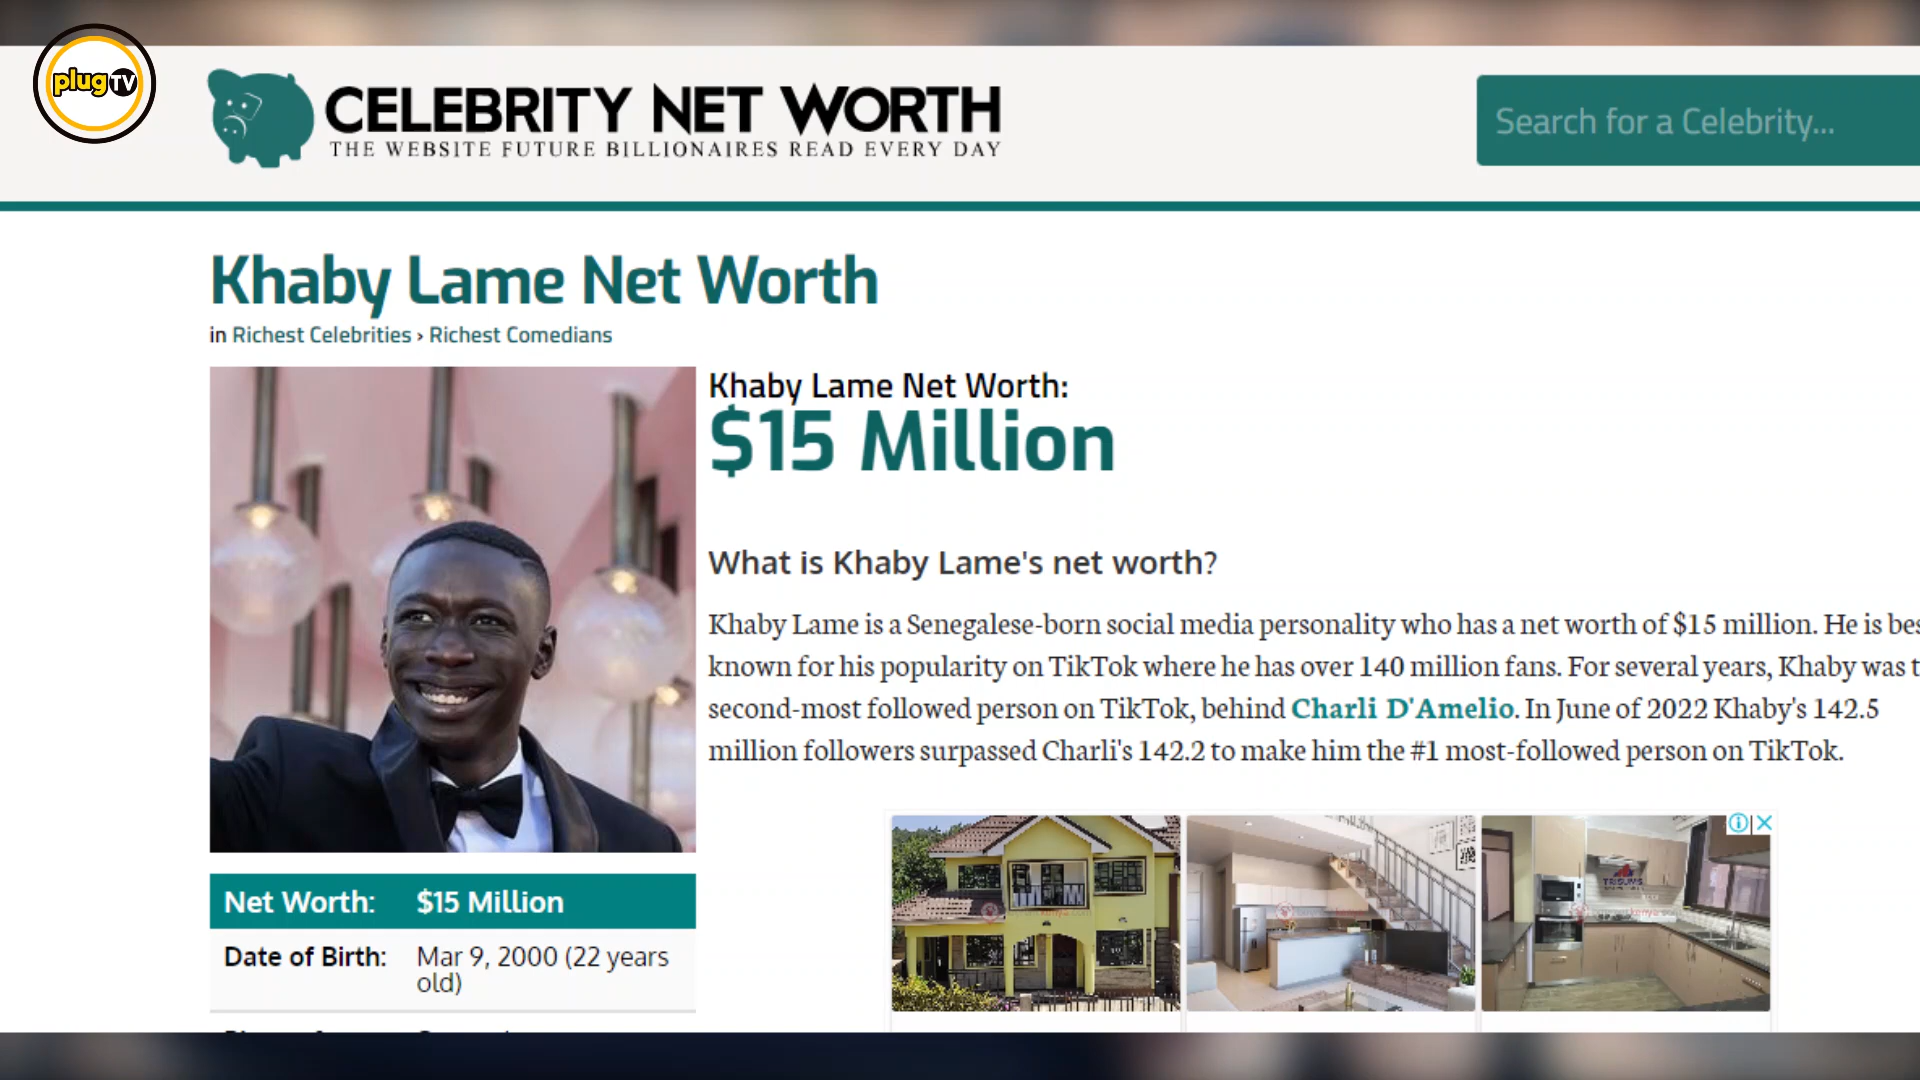 plug TV
CELEBRITY NET WORTH
THE WEBSITE FUTURE BILLIONAIRES READ EVERY DAY
Search for a Celebrity...
Khaby Lame Net Worth
in Richest Celebrities › Richest Comedians
Khaby Lame Net Worth:
$15 Million
What is Khaby Lame's net worth?
Khaby Lame is a Senegalese-born social media personality who has a net worth of $15 million. He is bes
known for his popularity on TikTok where he has over 140 million fans. For several years, Khaby was t
second-most followed person on TikTok, behind Charli D'Amelio. In June of 2022 Khaby's 142.5
million followers surpassed Charli's 142.2 to make him the #1 most-followed person on TikTok.
Net Worth: $15 Million
Date of Birth: Mar 9, 2000 (22 years
old)